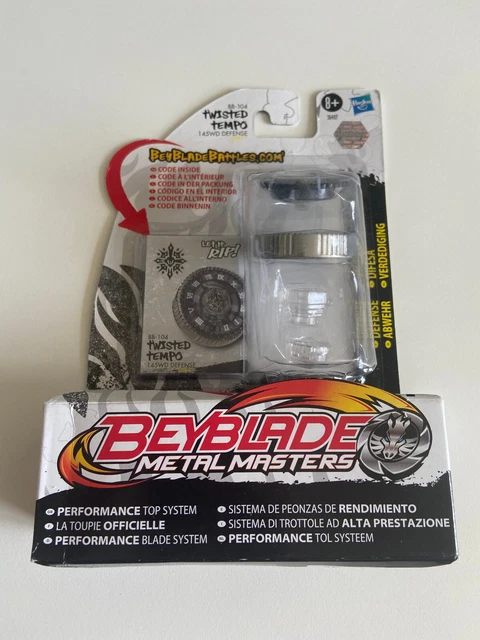 BB-104
TWISTED
TEMPO
145WD DEFENSE
8+
Hasbro
BEYBLADEBATTLES.COM
CODE INSIDE
CODE À L'INTÉRIEUR
CODE IN DER PACKUNG
CÓDIGO EN EL INTERIOR
CODICE ALL'INTERNO
CODE BINNENIN
LET IT
RIP!
BB-104
TWISTED
TEMPO
145WD DEFENSE
DEFENSE
ABWEHR
DIFESA
VERDEDIGING
BEYBLADE
METAL MASTERS
PERFORMANCE TOP SYSTEM
LA TOUPIE OFFICIELLE
PERFORMANCE BLADE SYSTEM
SISTEMA DE PEONZAS DE RENDIMIENTO
SISTEMA DI TROTTOLE AD ALTA PRESTAZIONE
PERFORMANCE TOL SYSTEEM